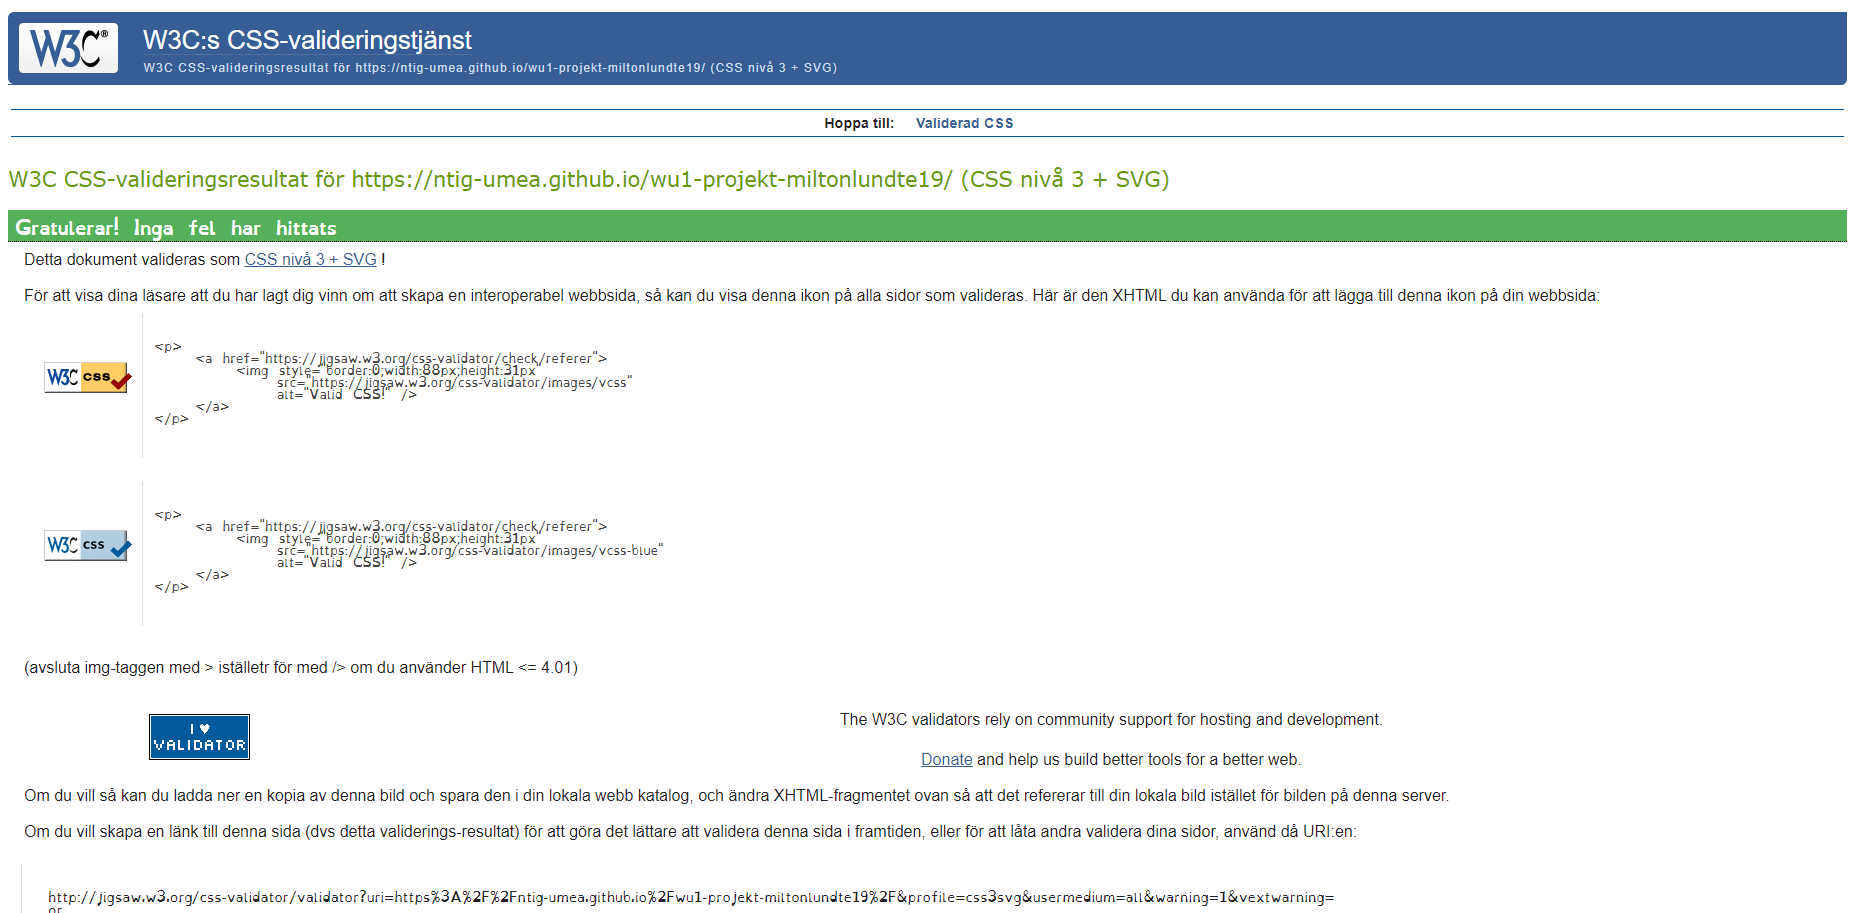 W3C®
W3C:s CSS-valideringstjänst
W3C CSS-valideringsresultat för https://ntig-umea.github.io/wu1-projekt-miltonlundte19/ (CSS nivå 3 + SVG)
Hoppa till: Validerad CSS
W3C CSS-valideringsresultat för https://ntig-umea.github.io/wu1-projekt-miltonlundte19/ (CSS nivå 3 + SVG)
Gratulerar! Inga fel har hittats
Detta dokument valideras som CSS nivå 3 + SVG !
För att visa dina läsare att du har lagt dig vinn om att skapa en interoperabel webbsida, så kan du visa denna ikon på alla sidor som valideras. Här är den XHTML du kan använda för att lägga till denna ikon på din webbsida:
<p>
<a href="https://jigsaw.w3.org/css-validator/check/referer">
<img style="border:0;width:88px;height:31px"
W3C css
src="https://jigsaw.w3.org/css-validator/images/vcss"
alt="Valid CSS!" />
</a>
</p>
<p>
<a href="https://jigsaw.w3.org/css-validator/check/referer">
<img style="border:0;width:88px;height:31px"
W3C css
src="https://jigsaw.w3.org/css-validator/images/vcss-blue"
alt="Valid CSS!" />
</a>
</p>
(avsluta img-taggen med > iställetr för med /> om du använder HTML <= 4.01)
I ♥
VALIDATOR
The W3C validators rely on community support for hosting and development.
Donate and help us build better tools for a better web.
Om du vill så kan du ladda ner en kopia av denna bild och spara den i din lokala webb katalog, och ändra XHTML-fragmentet ovan så att det refererar till din lokala bild istället för bilden på denna server.
Om du vill skapa en länk till denna sida (dvs detta validerings-resultat) för att göra det lättare att validera denna sida i framtiden, eller för att låta andra validera dina sidor, använd då URI:en:
http://jigsaw.w3.org/css-validator/validator?uri=https%3A%2F%2Fntig-umea.github.io%2Fwu1-projekt-miltonlundte19%2F&profile=css3svg&usermedium=all&warning=1&vextwarning=